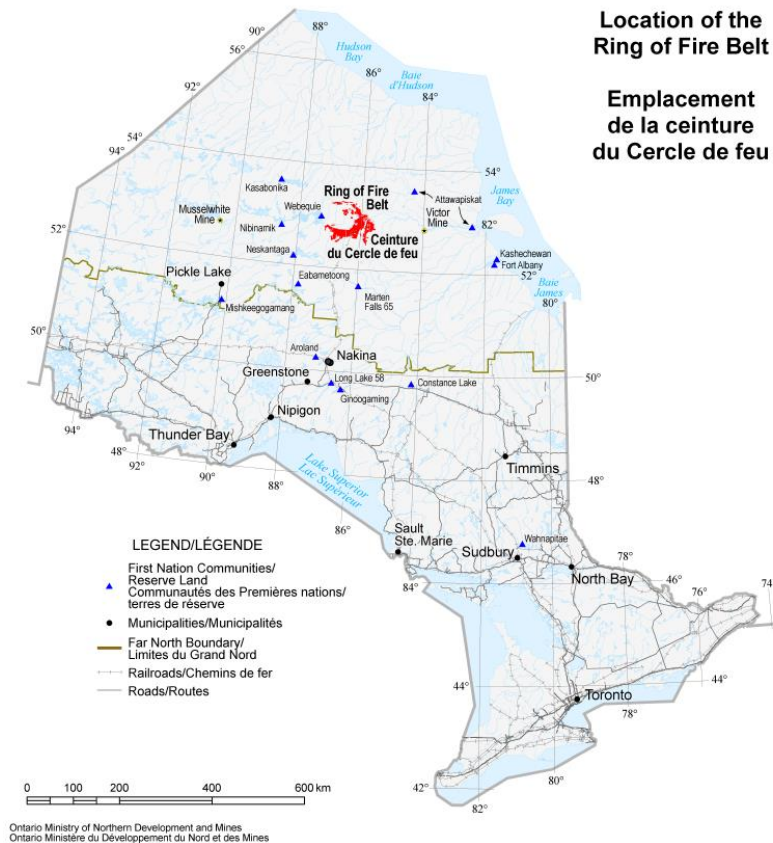 Location of the
Ring of Fire Belt
Emplacement
de la ceinture
du Cercle de feu
88°
90°
Hudson
Bay
56°
86°
Baie
d'Hudson
92°
84°
54°
94°
54°
Kasabonika
Ring of Fire
Belt
Attawapiskat
James
Bay
Webequie
Musselwhite
Mine
Victor
Mine
82°
52°
Nibinamik
Ceinture
du Cercle de feu
Neskantaga
Kashechewan
Fort Albany
Pickle Lake
Eabametoong
52°
Baie
James
Marten
Falls 65
80°
Mishkeegogamang
50°
Aroland
Nakina
Greenstone
Long Lake 58
Constance Lake
50°
Ginoogaming
Nipigon
94°
Thunder Bay
48°
92°
Timmins
90°
Lake Superior
Lac Supérieur
48°
88°
86°
Sault
Ste. Marie
Wahnapitae
Sudbury
78°
84°
North Bay
46°
76°
74°
LEGEND/LÉGENDE
First Nation Communities/
Reserve Land
Communautés des Premières nations/
terres de réserve
Municipalities/Municipalités
Far North Boundary/
Limites du Grand Nord
Railroads/Chemins de fer
Roads/Routes
44°
44°
Toronto
78°
42°
80°
82°
0 100 200 400 600 km
Ontario Ministry of Northern Development and Mines
Ontario Ministère du Développement du Nord et des Mines